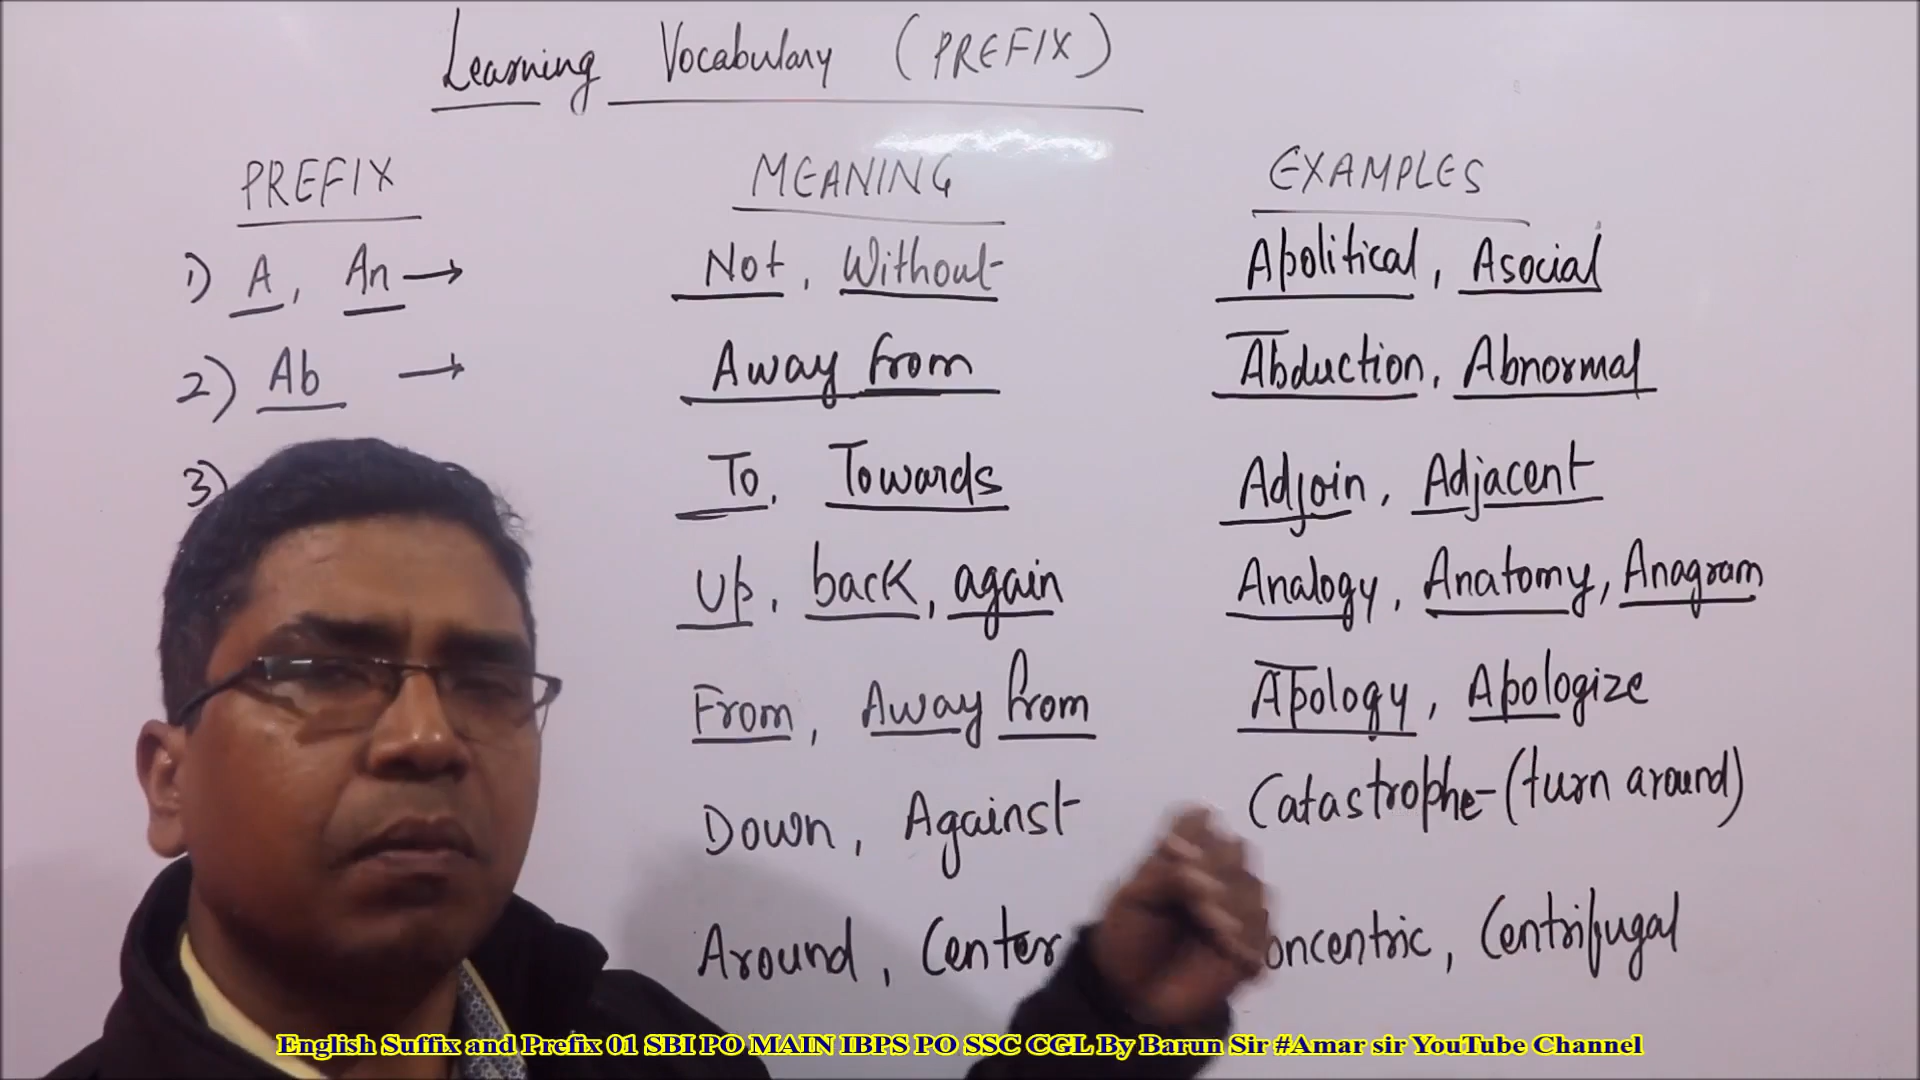 Learning Vocabulary (PREFIX)
PREFIX MEANING EXAMPLES
1) A, An → Not, Without Apolitical, Asocial
2) Ab → Away from Abduction, Abnormal
3) To, Towards Adjoin, Adjacent
Up, back, again Analogy, Anatomy, Anagram
From, Away from Apology, Apologize
Down, Against Catastrophe-(turn around)
Around, Center oncentric, Centrifugal
English Suffix and Prefix 01 SBI PO MAIN IBPS PO SSC CGL By Barun Sir #Amar sir YouTube Channel